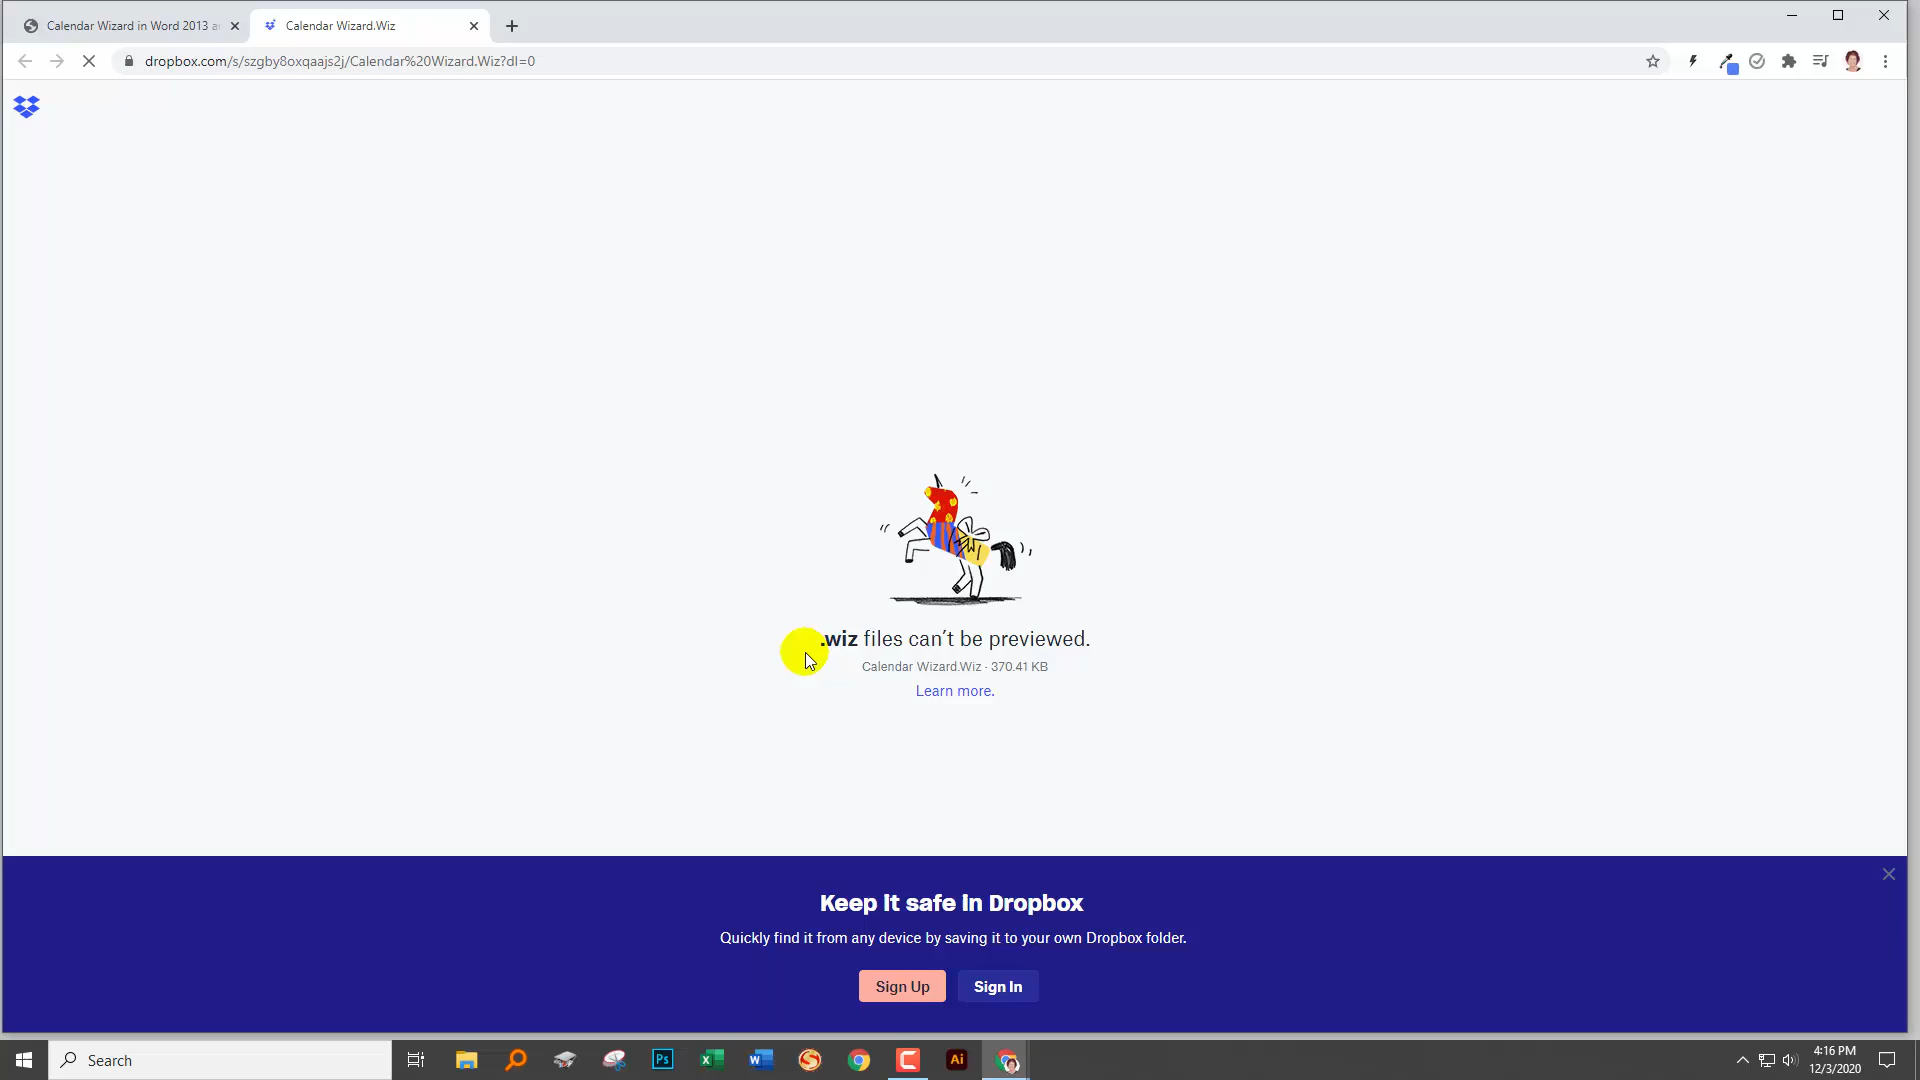 Calendar Wizard in Word 2013 a
Calendar Wizard.Wiz
dropbox.com/s/szgby8oxqaajs2j/Calendar%20Wizard.Wiz?dl=0
.wiz files can't be previewed.
Calendar Wizard.Wiz · 370.41 KB
Learn more.
Keep it safe in Dropbox
Quickly find it from any device by saving it to your own Dropbox folder.
Sign Up
Sign In
Search
Ps
Ai
4:16 PM
12/3/2020